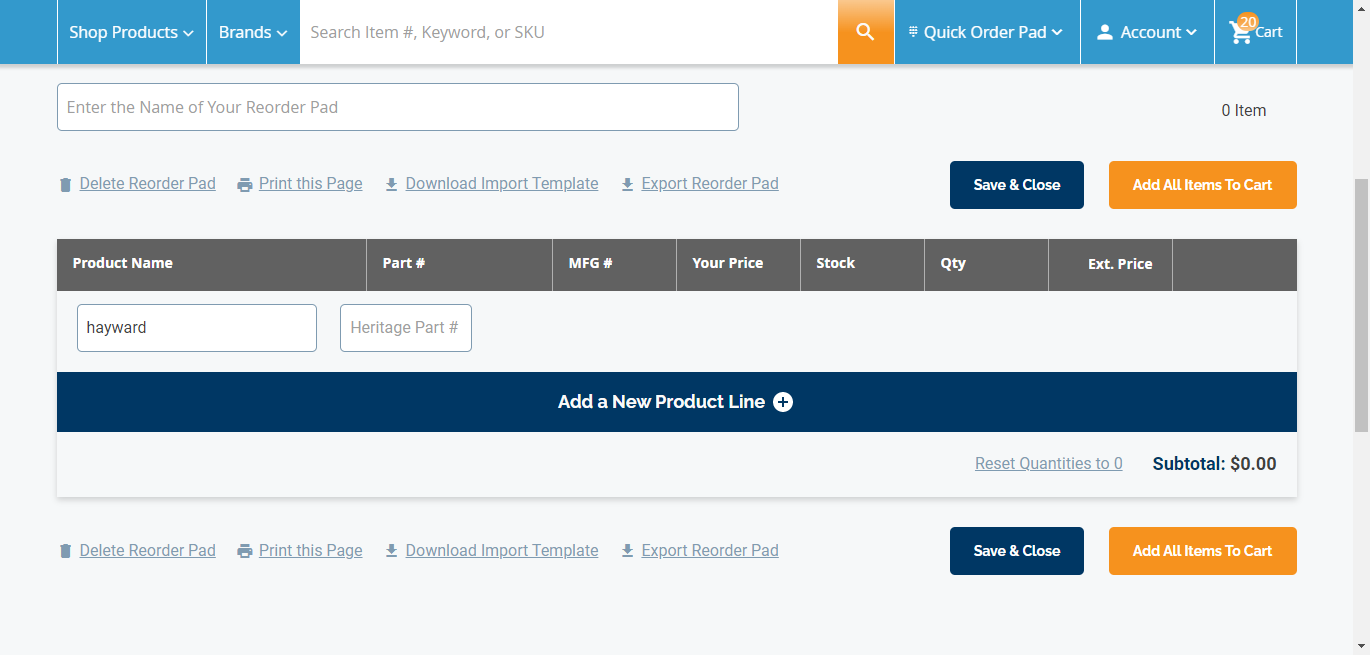 Shop Products
Brands
Search Item #, Keyword, or SKU
Quick Order Pad
Account
20
Cart
Enter the Name of Your Reorder Pad
0 Item
Delete Reorder Pad
Print this Page
Download Import Template
Export Reorder Pad
Save & Close
Add All Items To Cart
Product Name
Part #
MFG #
Your Price
Stock
Qty
Ext. Price
hayward
Heritage Part #
Add a New Product Line
Reset Quantities to 0
Subtotal: $0.00
Delete Reorder Pad
Print this Page
Download Import Template
Export Reorder Pad
Save & Close
Add All Items To Cart